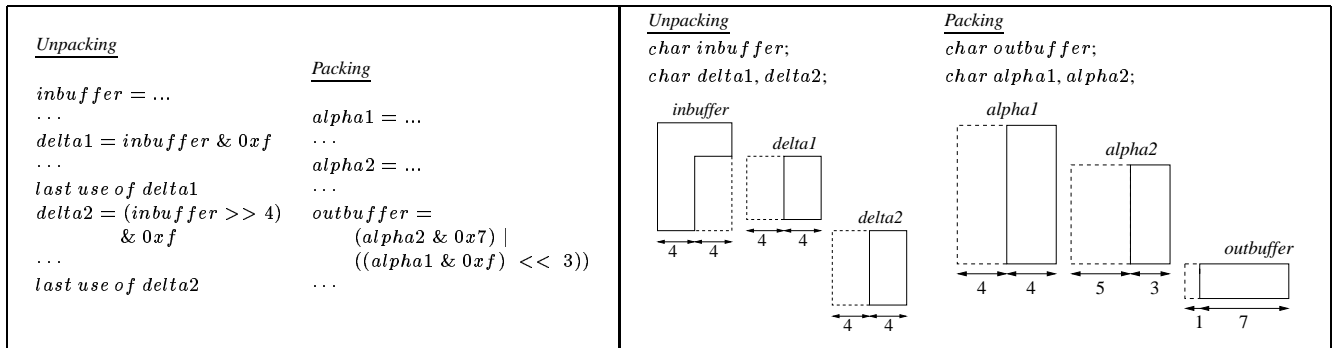 Unpacking
inbuffer = ...
...
delta1 = inbuffer & 0xf
...
last use of delta1
delta2 = (inbuffer >> 4)
& 0xf
...
last use of delta2
Packing
alpha1 = ...
...
alpha2 = ...
...
outbuffer =
(alpha2 & 0x7) |
((alpha1 & 0xf) << 3))
...
Unpacking
char inbuffer;
char delta1, delta2;
inbuffer
delta1
delta2
4 4
4 4
4 4
Packing
char outbuffer;
char alpha1, alpha2;
alpha1
alpha2
outbuffer
4 4
5 3
1 7